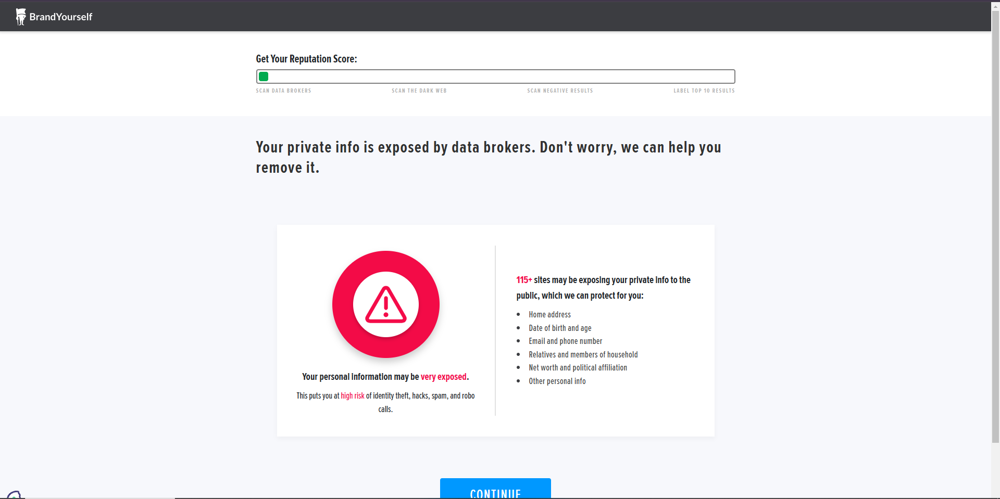 BrandYourself
Get Your Reputation Score:
SCAN DATA BROKERS
SCAN THE DARK WEB
SCAN NEGATIVE RESULTS
LABEL TOP 10 RESULTS
Your private info is exposed by data brokers. Don't worry, we can help you
remove it.
Your personal information may be very exposed.
This puts you at high risk of identity theft, hacks, spam, and robo
calls.
115+ sites may be exposing your private info to the
public, which we can protect for you:
Home address
Date of birth and age
Email and phone number
Relatives and members of household
Net worth and political affiliation
Other personal info
CONTINUE